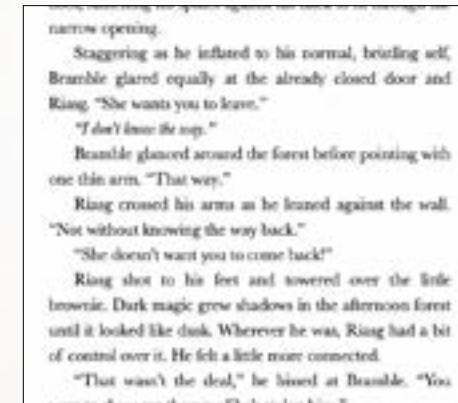 narrow opening.
Staggering as he inflated to his normal, bristling self,
Bramble glared equally at the already closed door and
Riasg. "She wants you to leave."
"I don't know the way."
Bramble glanced around the forest before pointing with
one thin arm. "That way."
Riasg crossed his arms as he leaned against the wall.
"Not without knowing the way back."
"She doesn't want you to come back!"
Riasg shot to his feet and towered over the little
brownie. Dark magic grew shadows in the afternoon forest
until it looked like dusk. Wherever he was, Riasg had a bit
of control over it. He felt a little more connected.
"That wasn't the deal," he hissed at Bramble. "You